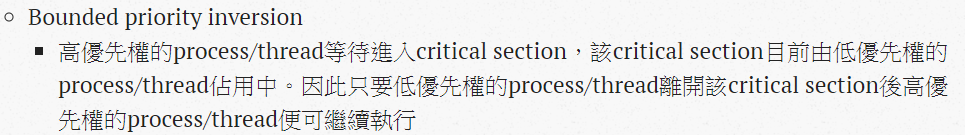 Bounded priority inversion
高優先權的process/thread等待進入critical section，該critical section目前由低優先權的
process/thread佔用中。因此只要低優先權的process/thread離開該critical section後高優
先權的process/thread便可繼續執行